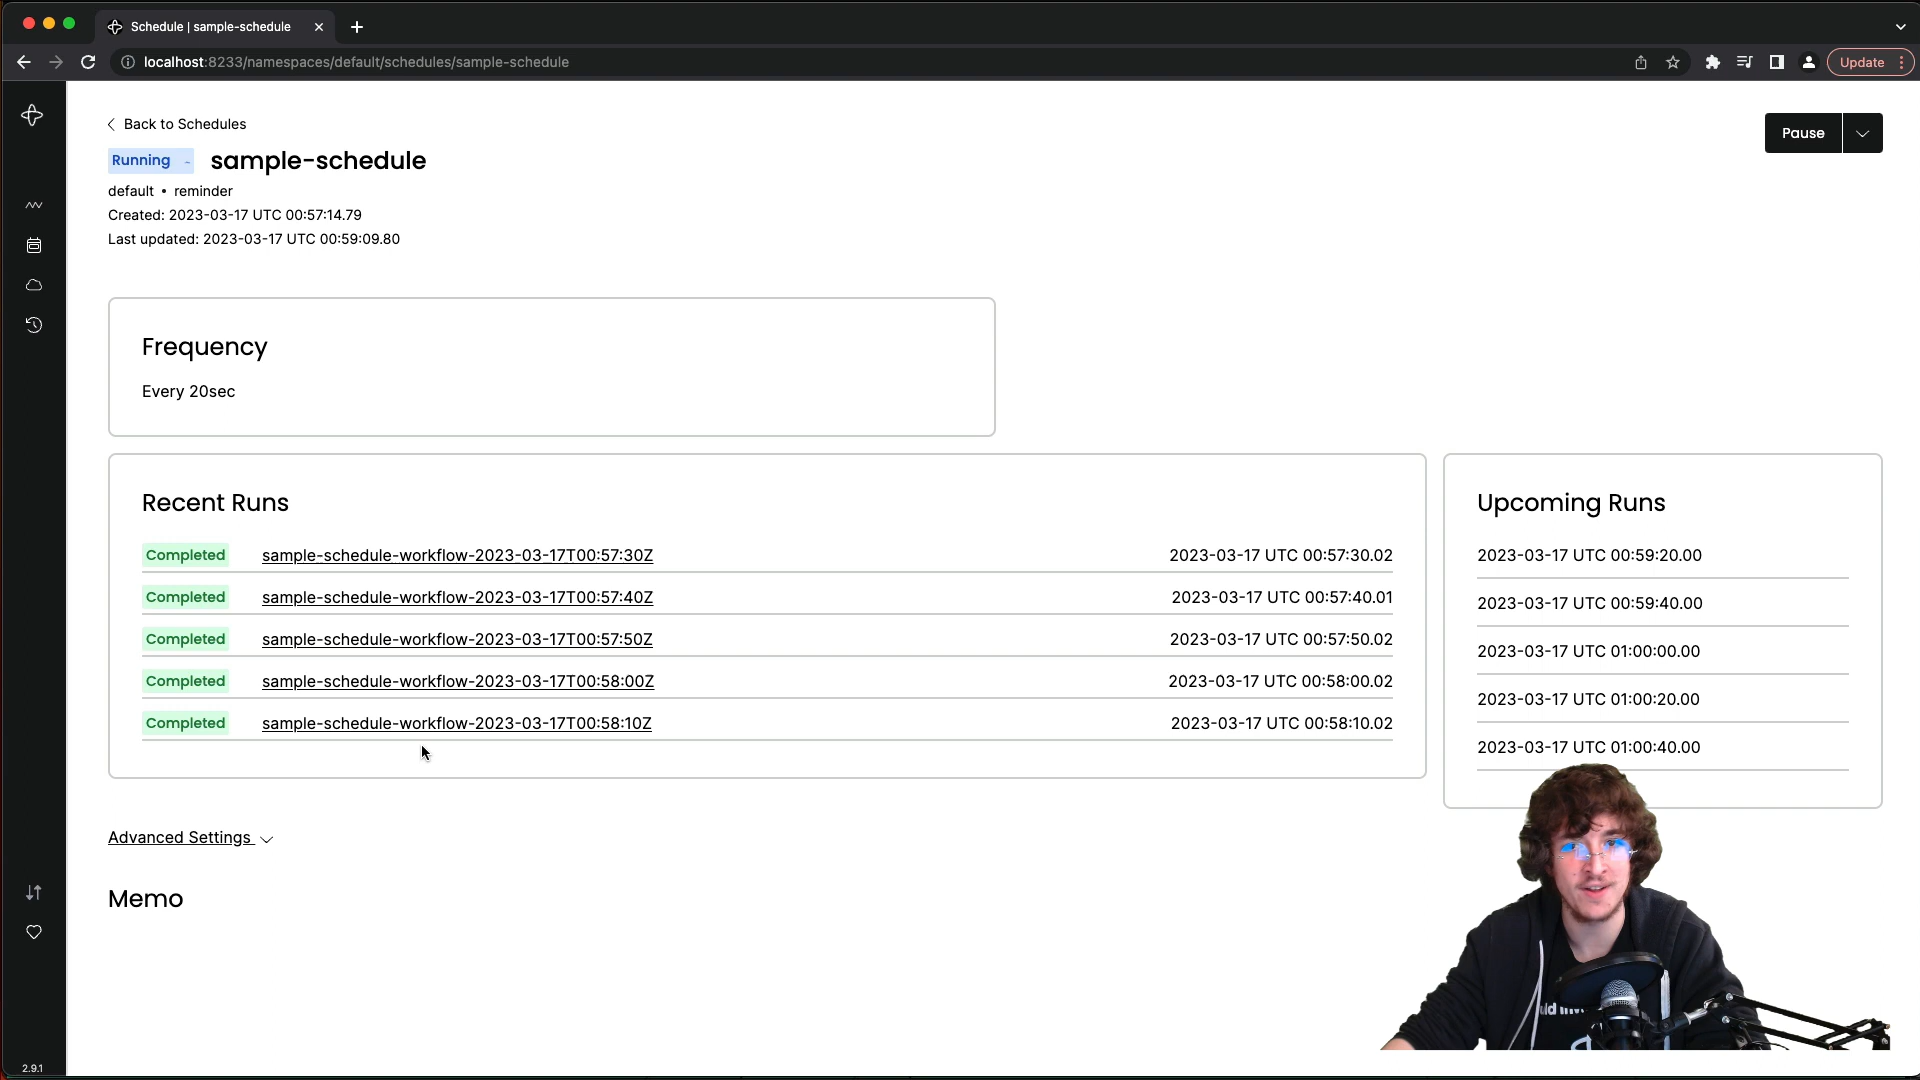 Schedule | sample-schedule
localhost:8233/namespaces/default/schedules/sample-schedule
Update
Back to Schedules
Pause
Running
sample-schedule
default • reminder
Created: 2023-03-17 UTC 00:57:14.79
Last updated: 2023-03-17 UTC 00:59:09.80
Frequency
Every 20sec
Recent Runs
Completed sample-schedule-workflow-2023-03-17T00:57:30Z 2023-03-17 UTC 00:57:30.02
Completed sample-schedule-workflow-2023-03-17T00:57:40Z 2023-03-17 UTC 00:57:40.01
Completed sample-schedule-workflow-2023-03-17T00:57:50Z 2023-03-17 UTC 00:57:50.02
Completed sample-schedule-workflow-2023-03-17T00:58:00Z 2023-03-17 UTC 00:58:00.02
Completed sample-schedule-workflow-2023-03-17T00:58:10Z 2023-03-17 UTC 00:58:10.02
Upcoming Runs
2023-03-17 UTC 00:59:20.00
2023-03-17 UTC 00:59:40.00
2023-03-17 UTC 01:00:00.00
2023-03-17 UTC 01:00:20.00
2023-03-17 UTC 01:00:40.00
Advanced Settings
Memo
2.9.1